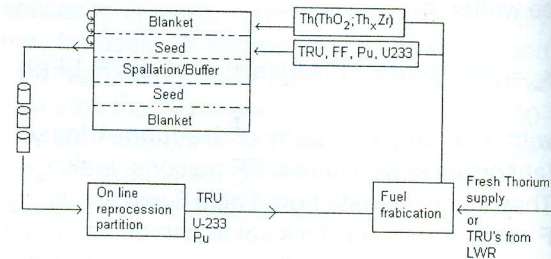 Blanket
Seed
Spallation/Buffer
Seed
Blanket
Th(ThO2;ThxZr)
TRU, FF, Pu, U233
On line
reprocession
partition
TRU
U-233
Pu
Fuel
frabication
Fresh Thorium
supply
or
TRU's from
LWR